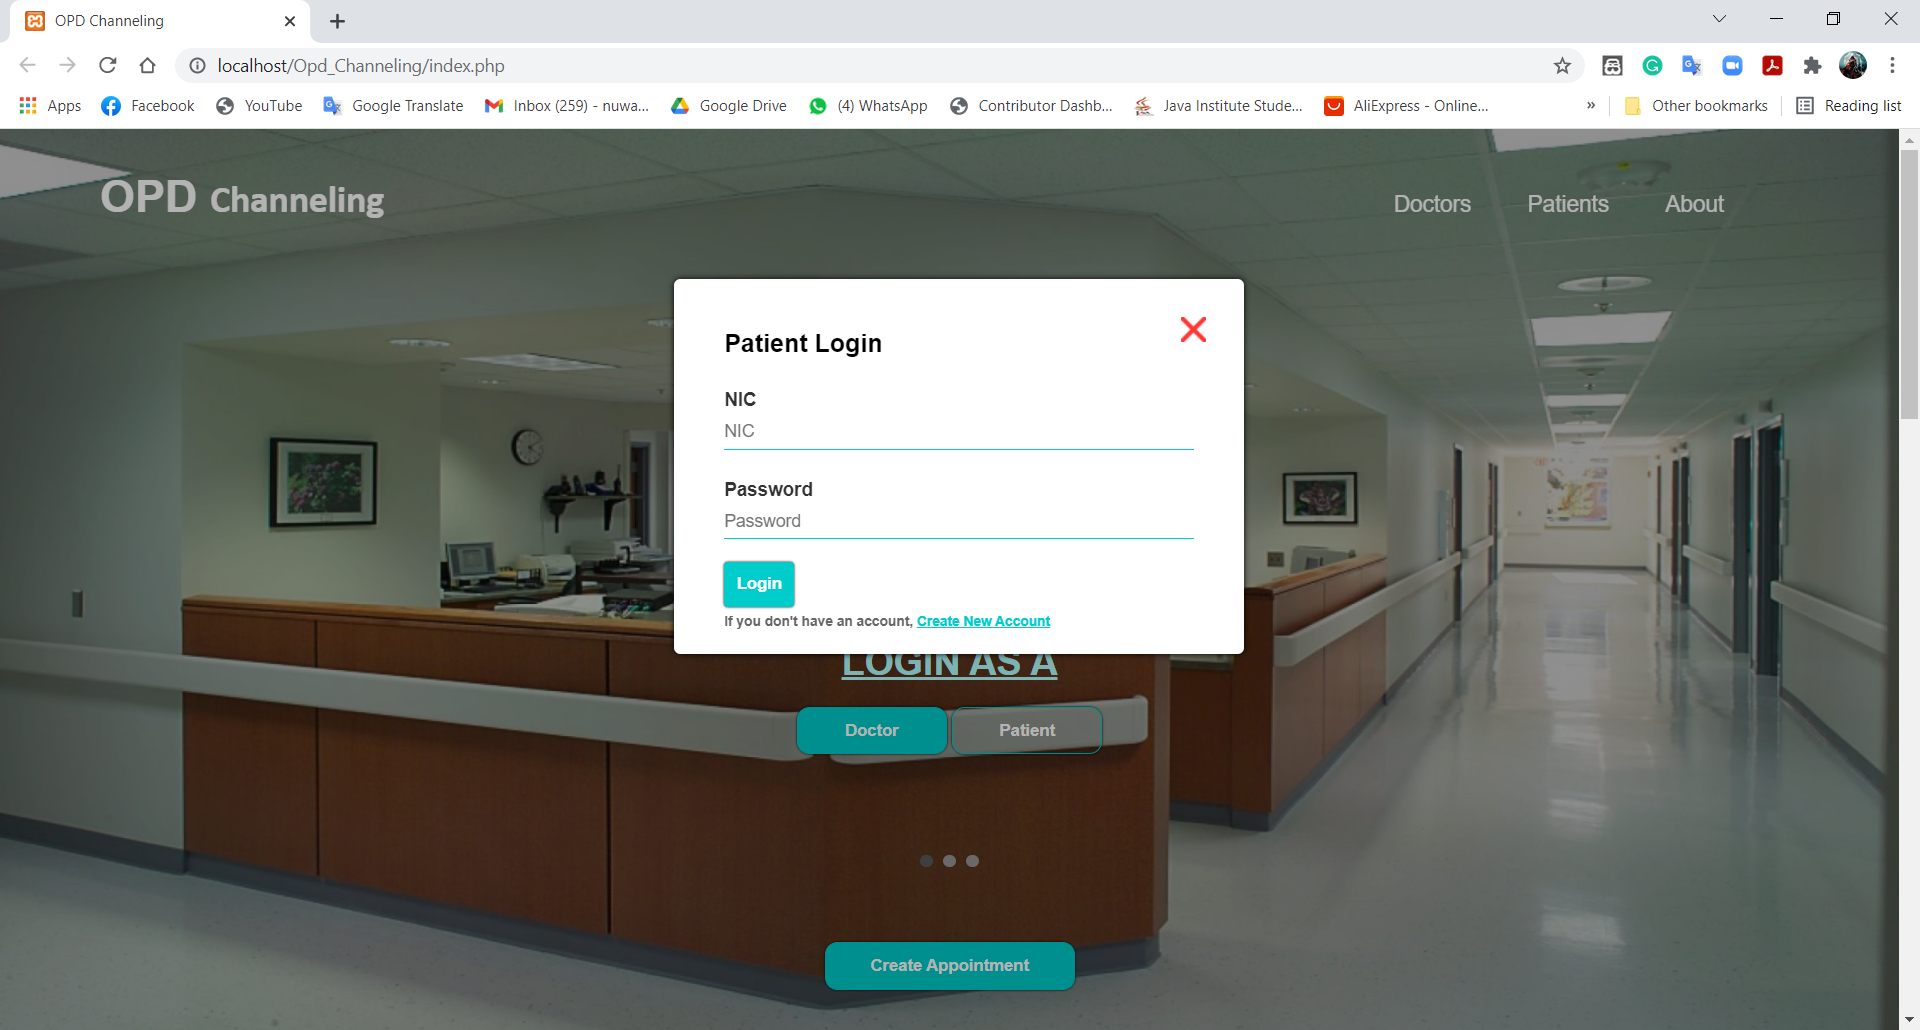 OPD Channeling
localhost/Opd_Channeling/index.php
Apps Facebook YouTube Google Translate Inbox (259) - nuwa... Google Drive (4) WhatsApp Contributor Dashb... Java Institute Stude... AliExpress - Online... » Other bookmarks Reading list
OPD Channeling
Doctors Patients About
Patient Login
NIC
NIC
Password
Password
Login
If you don't have an account, Create New Account
LOGIN AS A
Doctor Patient
Create Appointment